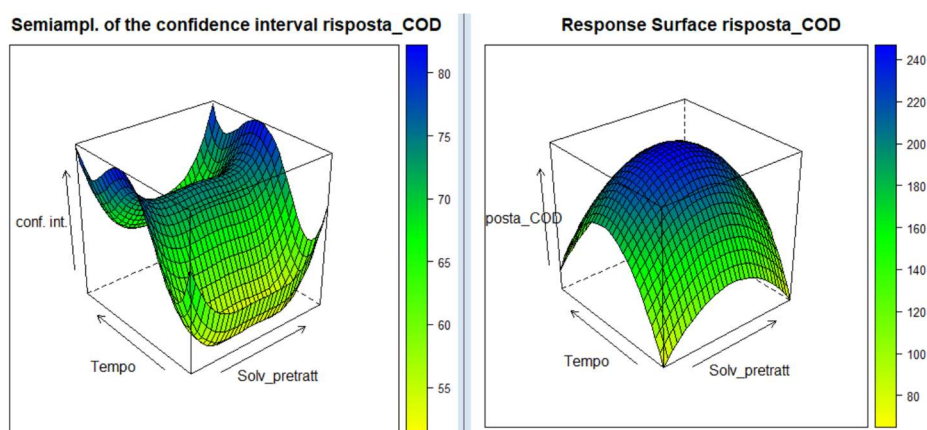 Semiampl. of the confidence interval risposta_COD
80
75
70
65
60
55
conf. int.
Tempo
Solv_pretratt
Response Surface risposta_COD
240
220
200
180
160
140
120
100
80
posta_COD
Tempo
Solv_pretratt